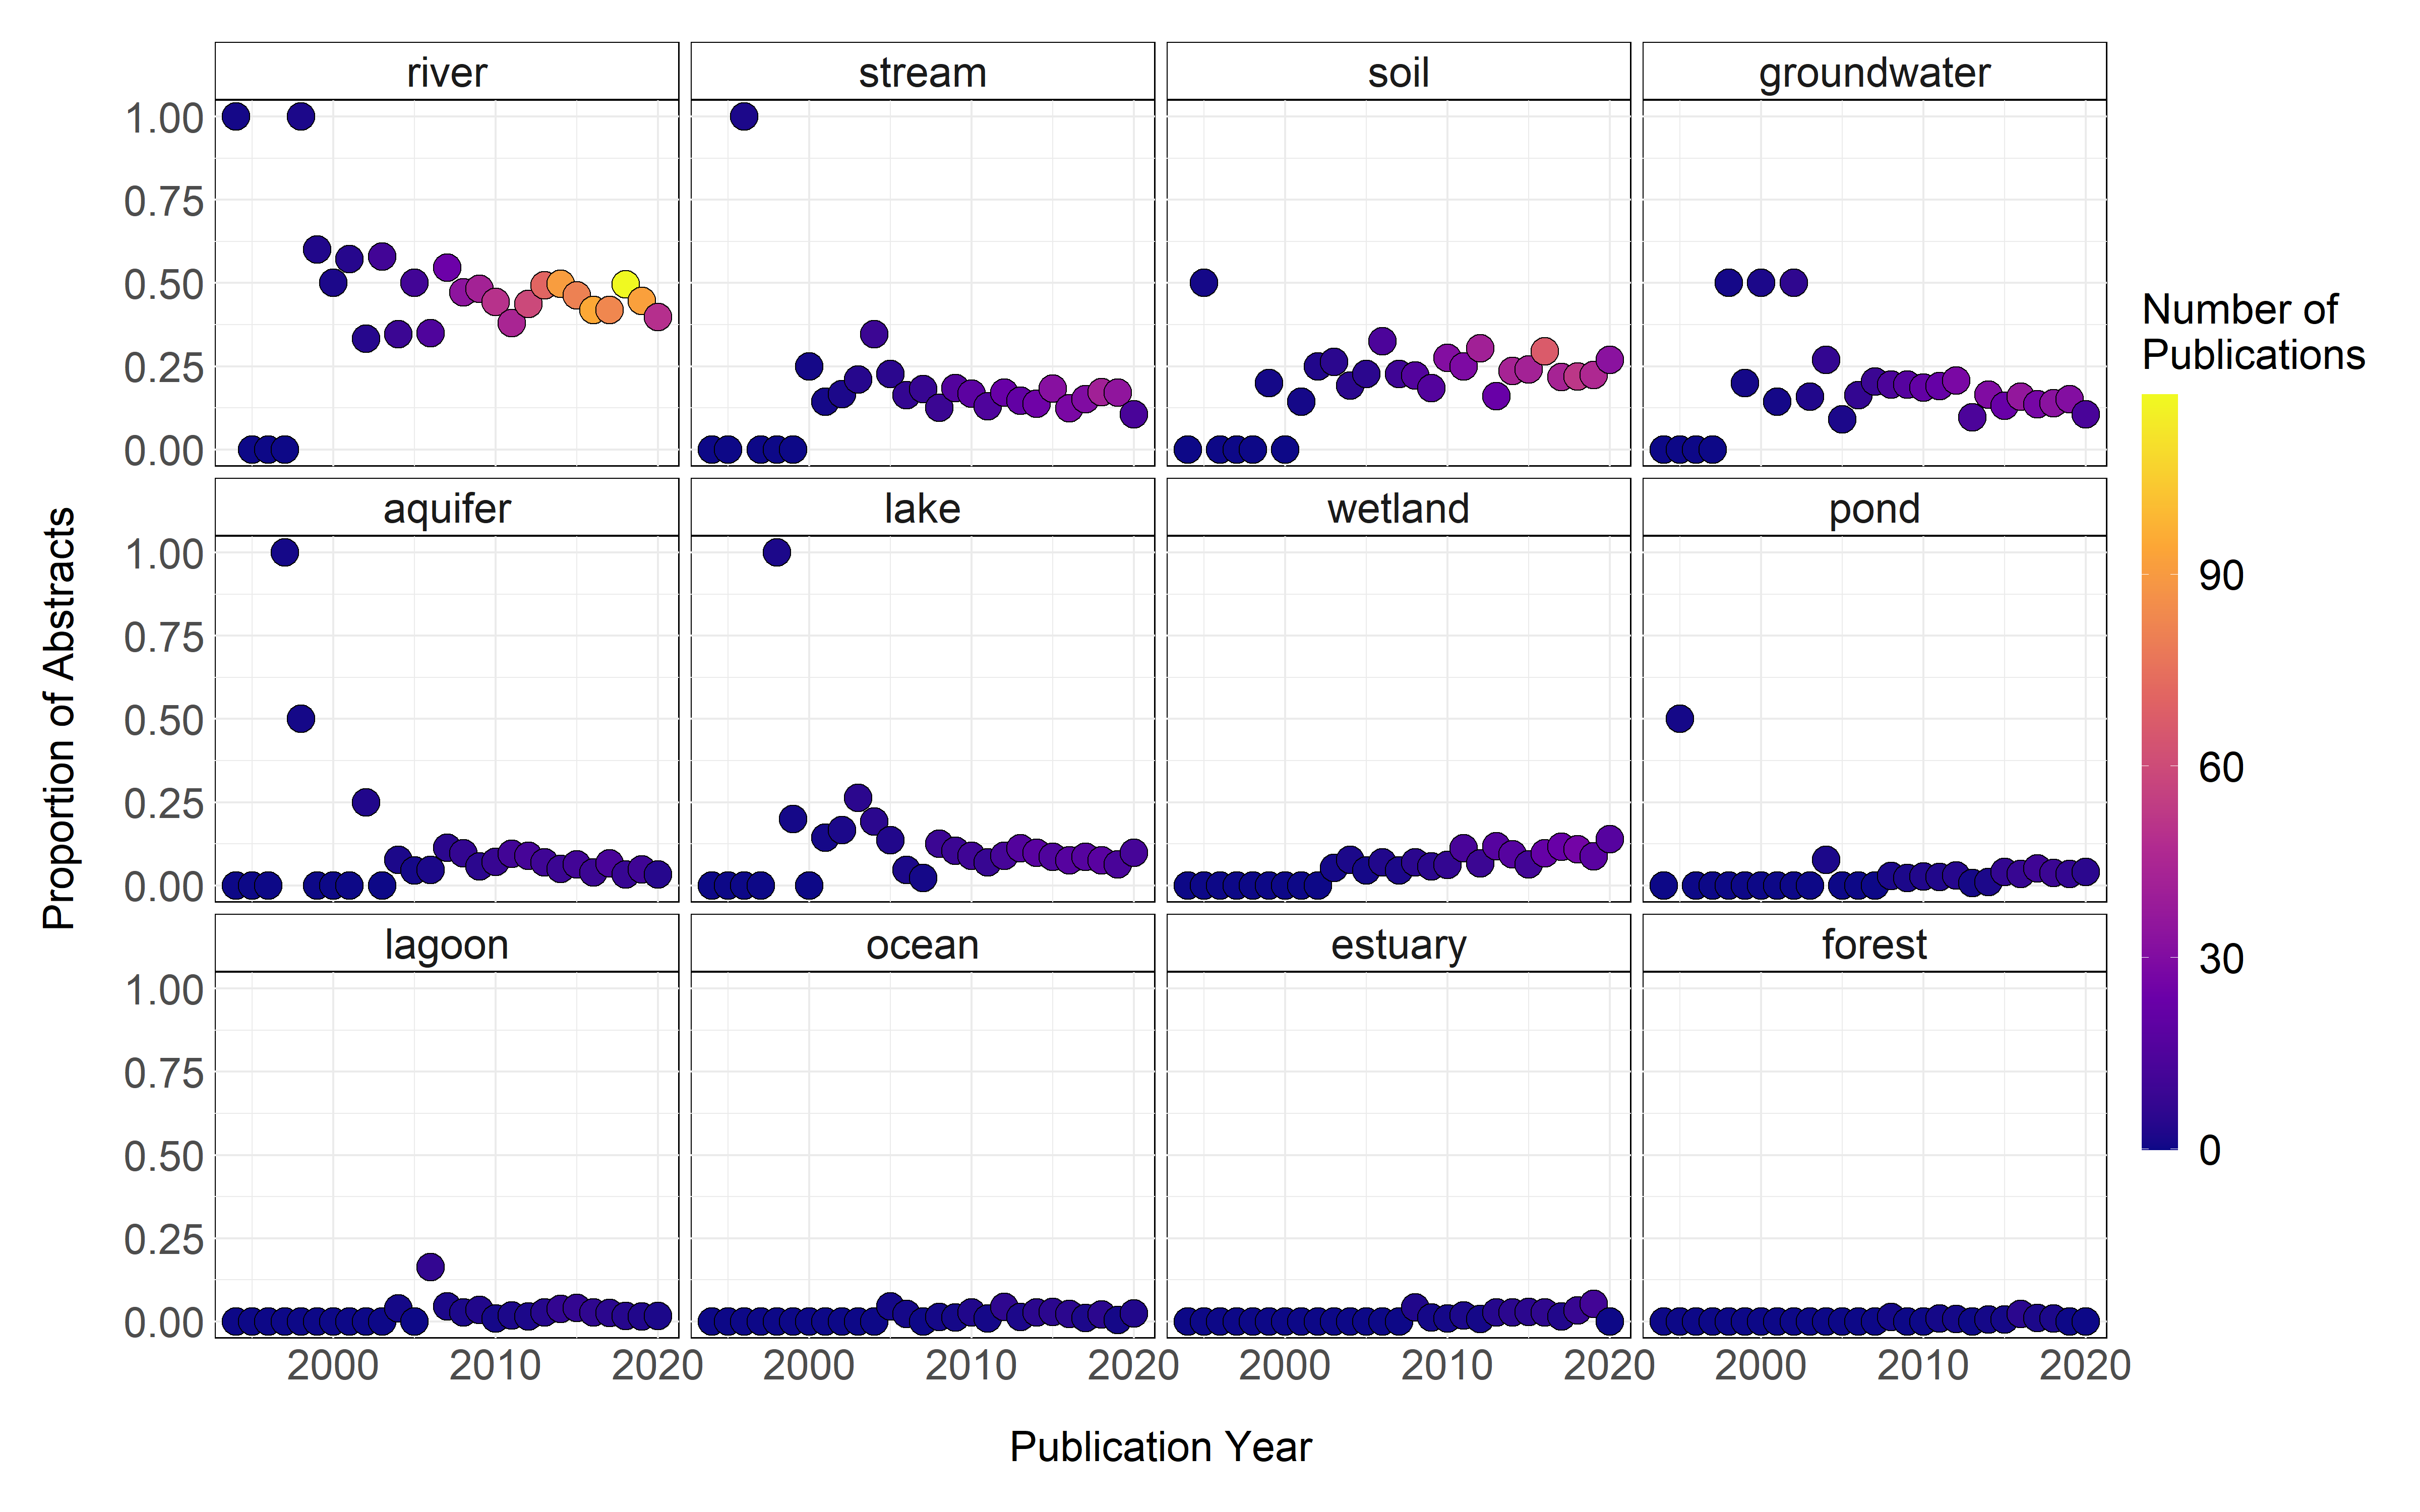 river stream soil groundwater
1.00
0.75
0.50
0.25
0.00
Number of
Publications
90
60
30
0
aquifer lake wetland pond
1.00
0.75
0.50
0.25
0.00
Proportion of Abstracts
lagoon ocean estuary forest
1.00
0.75
0.50
0.25
0.00
2000 2010 2020 2000 2010 2020 2000 2010 2020 2000 2010 2020
Publication Year